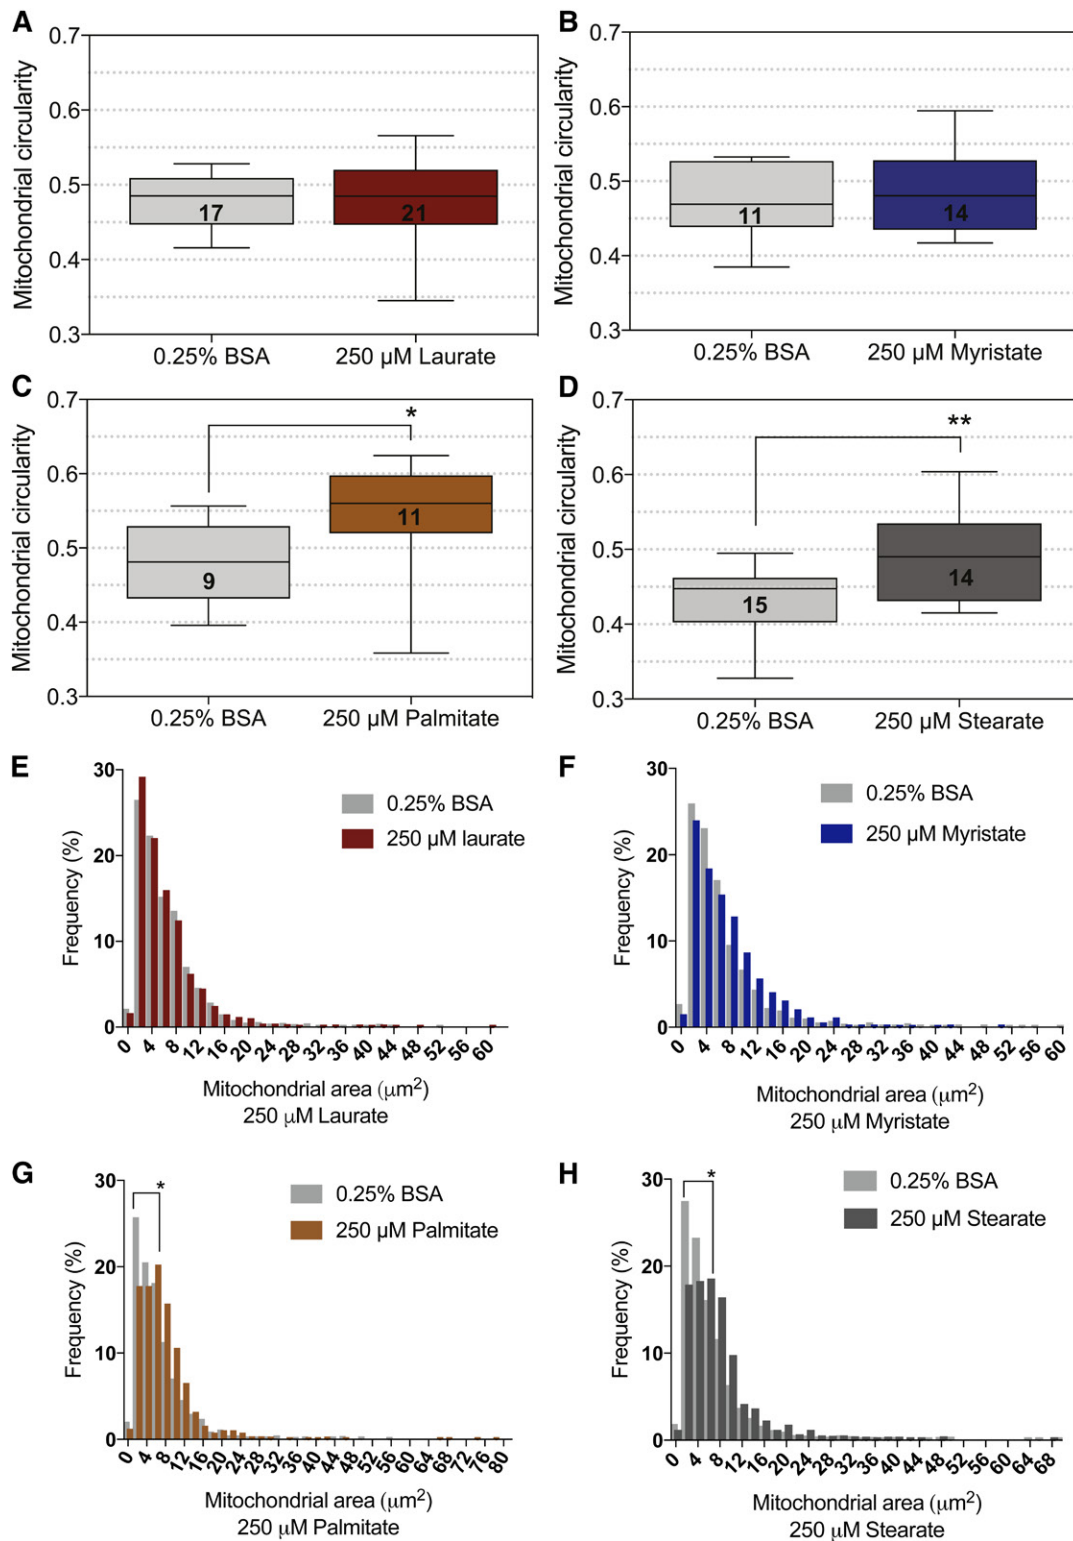 A
Mitochondrial circularity
0.7
0.6
0.5
0.4
0.3
17
21
0.25% BSA
250 µM Laurate
B
Mitochondrial circularity
0.7
0.6
0.5
0.4
0.3
11
14
0.25% BSA
250 µM Myristate
C
Mitochondrial circularity
0.7
0.6
0.5
0.4
0.3
*
9
11
0.25% BSA
250 µM Palmitate
D
Mitochondrial circularity
0.7
0.6
0.5
0.4
0.3
**
15
14
0.25% BSA
250 µM Stearate
E
Frequency (%)
30
20
10
0
0.25% BSA
250 µM laurate
0 4 8 12 16 20 24 28 32 36 40 44 48 52 56 60
Mitochondrial area (µm²)
250 µM Laurate
F
Frequency (%)
30
20
10
0
0.25% BSA
250 µM Myristate
0 4 8 12 16 20 24 28 32 36 40 44 48 52 56 60
Mitochondrial area (µm²)
250 µM Myristate
G
Frequency (%)
30
20
10
0
*
0.25% BSA
250 µM Palmitate
0 4 8 12 16 20 24 28 32 36 40 44 48 52 56 60 64 68 72 76 80
Mitochondrial area (µm²)
250 µM Palmitate
H
Frequency (%)
30
20
10
0
*
0.25% BSA
250 µM Stearate
0 4 8 12 16 20 24 28 32 36 40 44 48 52 56 60 64 68
Mitochondrial area (µm²)
250 µM Stearate